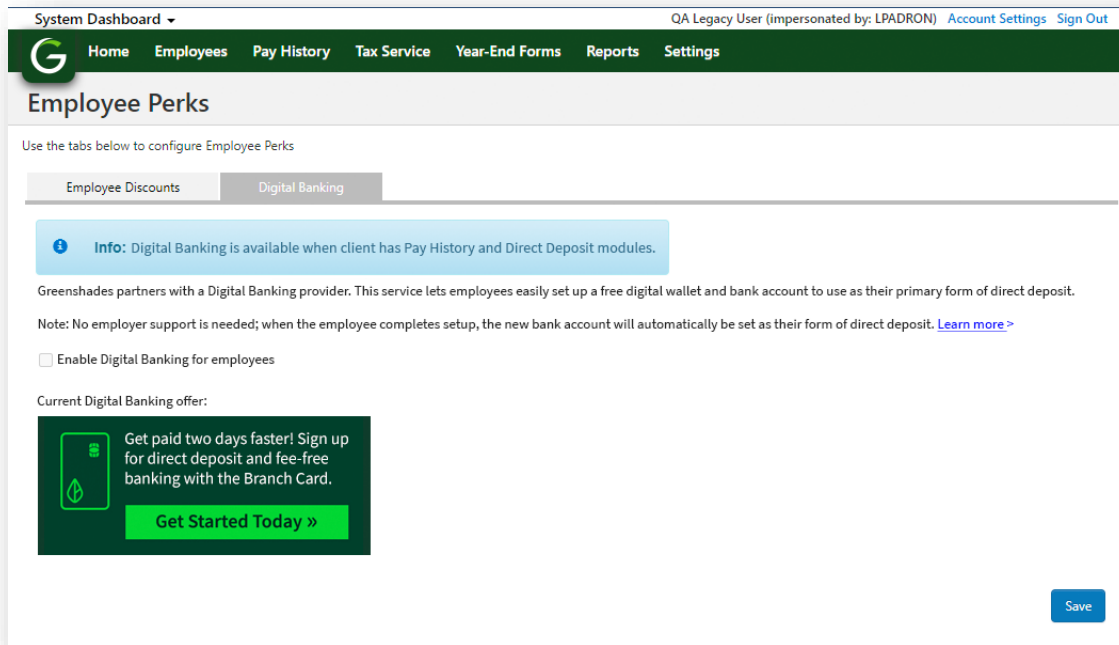 System Dashboard
QA Legacy User (impersonated by: LPADRON) Account Settings Sign Out
G Home Employees Pay History Tax Service Year-End Forms Reports Settings
Employee Perks
Use the tabs below to configure Employee Perks
Employee Discounts Digital Banking
Info: Digital Banking is available when client has Pay History and Direct Deposit modules.
Greenshades partners with a Digital Banking provider. This service lets employees easily set up a free digital wallet and bank account to use as their primary form of direct deposit.
Note: No employer support is needed; when the employee completes setup, the new bank account will automatically be set as their form of direct deposit. Learn more >
Enable Digital Banking for employees
Current Digital Banking offer:
Get paid two days faster! Sign up
for direct deposit and fee-free
banking with the Branch Card.
Get Started Today »
Save